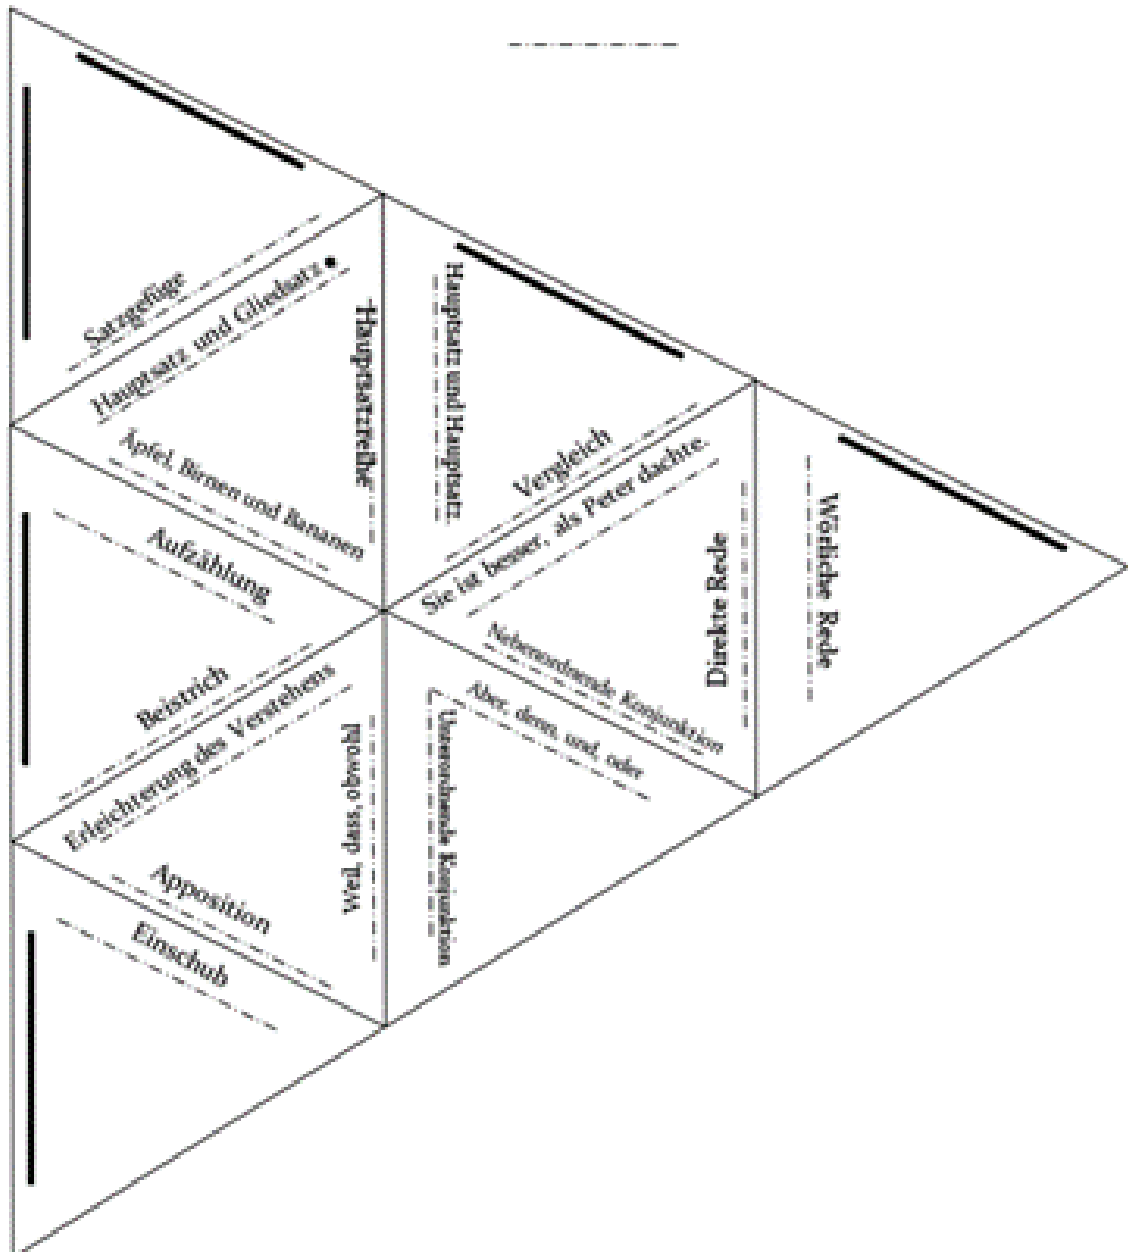 Satzgefüge
Hauptsatz und Gliedsatz
Hauptsatzreihe
Hauptsatz und Hauptsatz
Äpfel, Birnen und Bananen
Aufzählung
Vergleich
Sie ist besser, als Peter dachte.
Direkte Rede
Wörtliche Rede
Nebenordnende Konjunktion
Aber, denn, und, oder
Beistrich
Erleichterung des Verstehens
Weil, dass, obwohl
Unterordnende Konjunktion
Apposition
Einschub